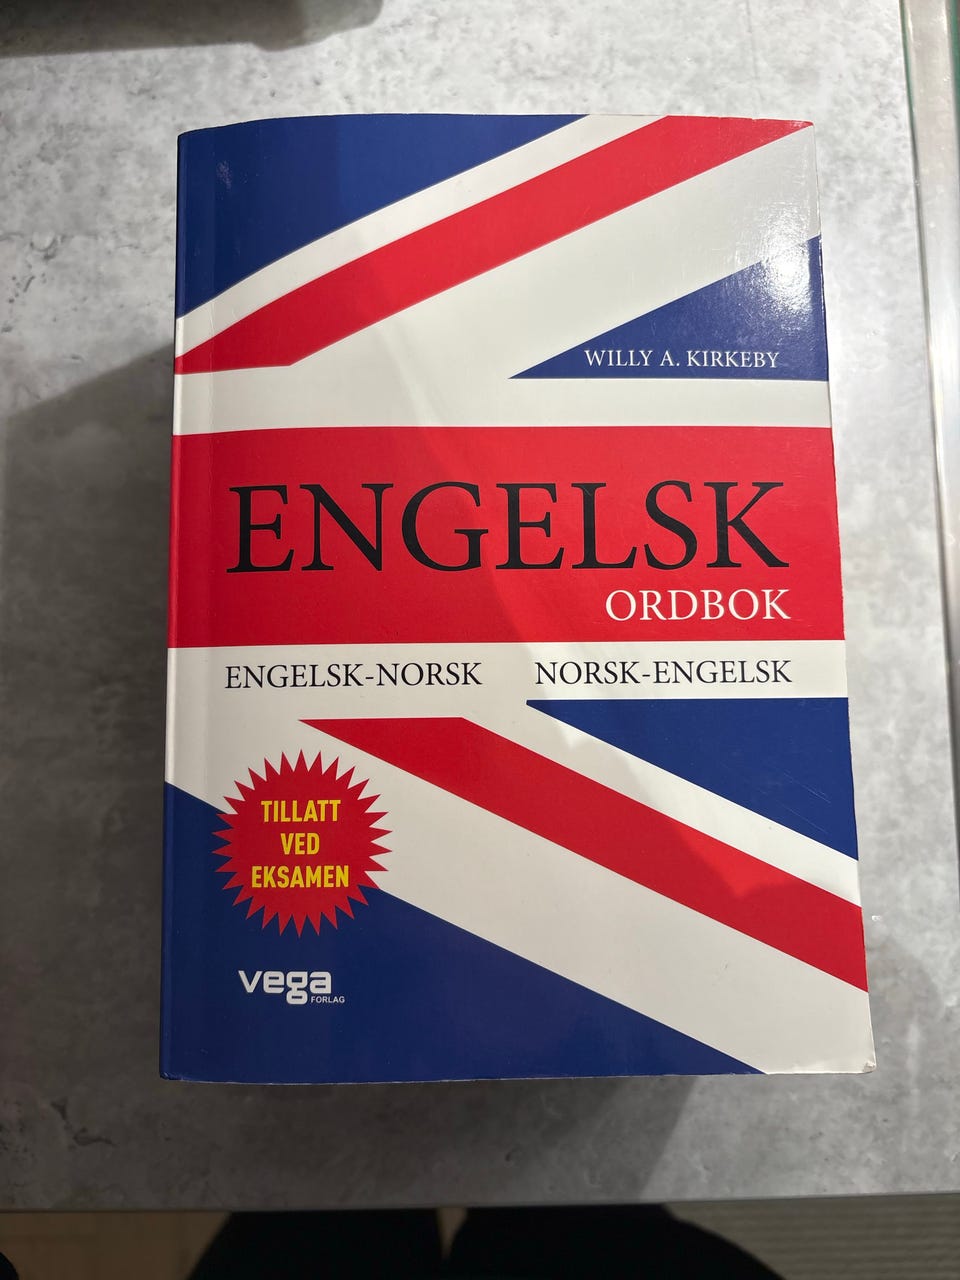 WILLY A. KIRKEBY
ENGELSK
ORDBOK
ENGELSK-NORSK NORSK-ENGELSK
TILLATT
VED
EKSAMEN
vega
FORLAG